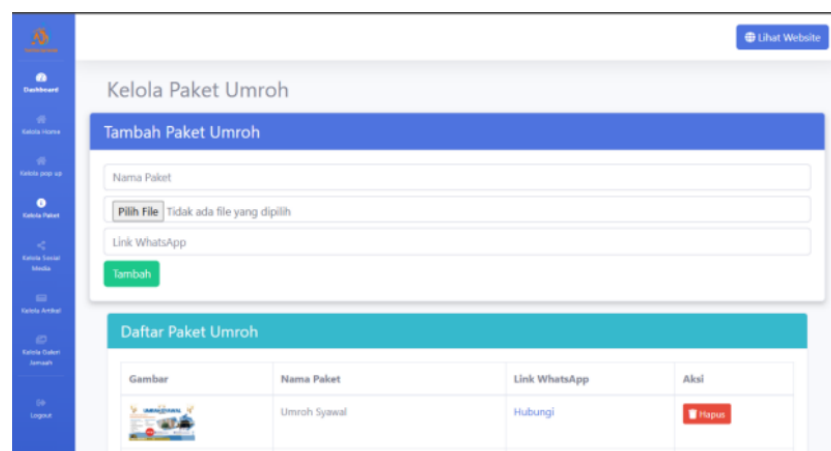 Lihat Website
Dashboard
Kelola Home
Kelola pop up
Kelola Paket
Kelola Sosial
Media
Kelola Artikel
Kelola Galeri
Jamaah
Logout
Kelola Paket Umroh
Tambah Paket Umroh
Nama Paket
Pilih File Tidak ada file yang dipilih
Link WhatsApp
Tambah
Daftar Paket Umroh
Gambar Nama Paket Link WhatsApp Aksi
Umroh Syawal Hubungi Hapus